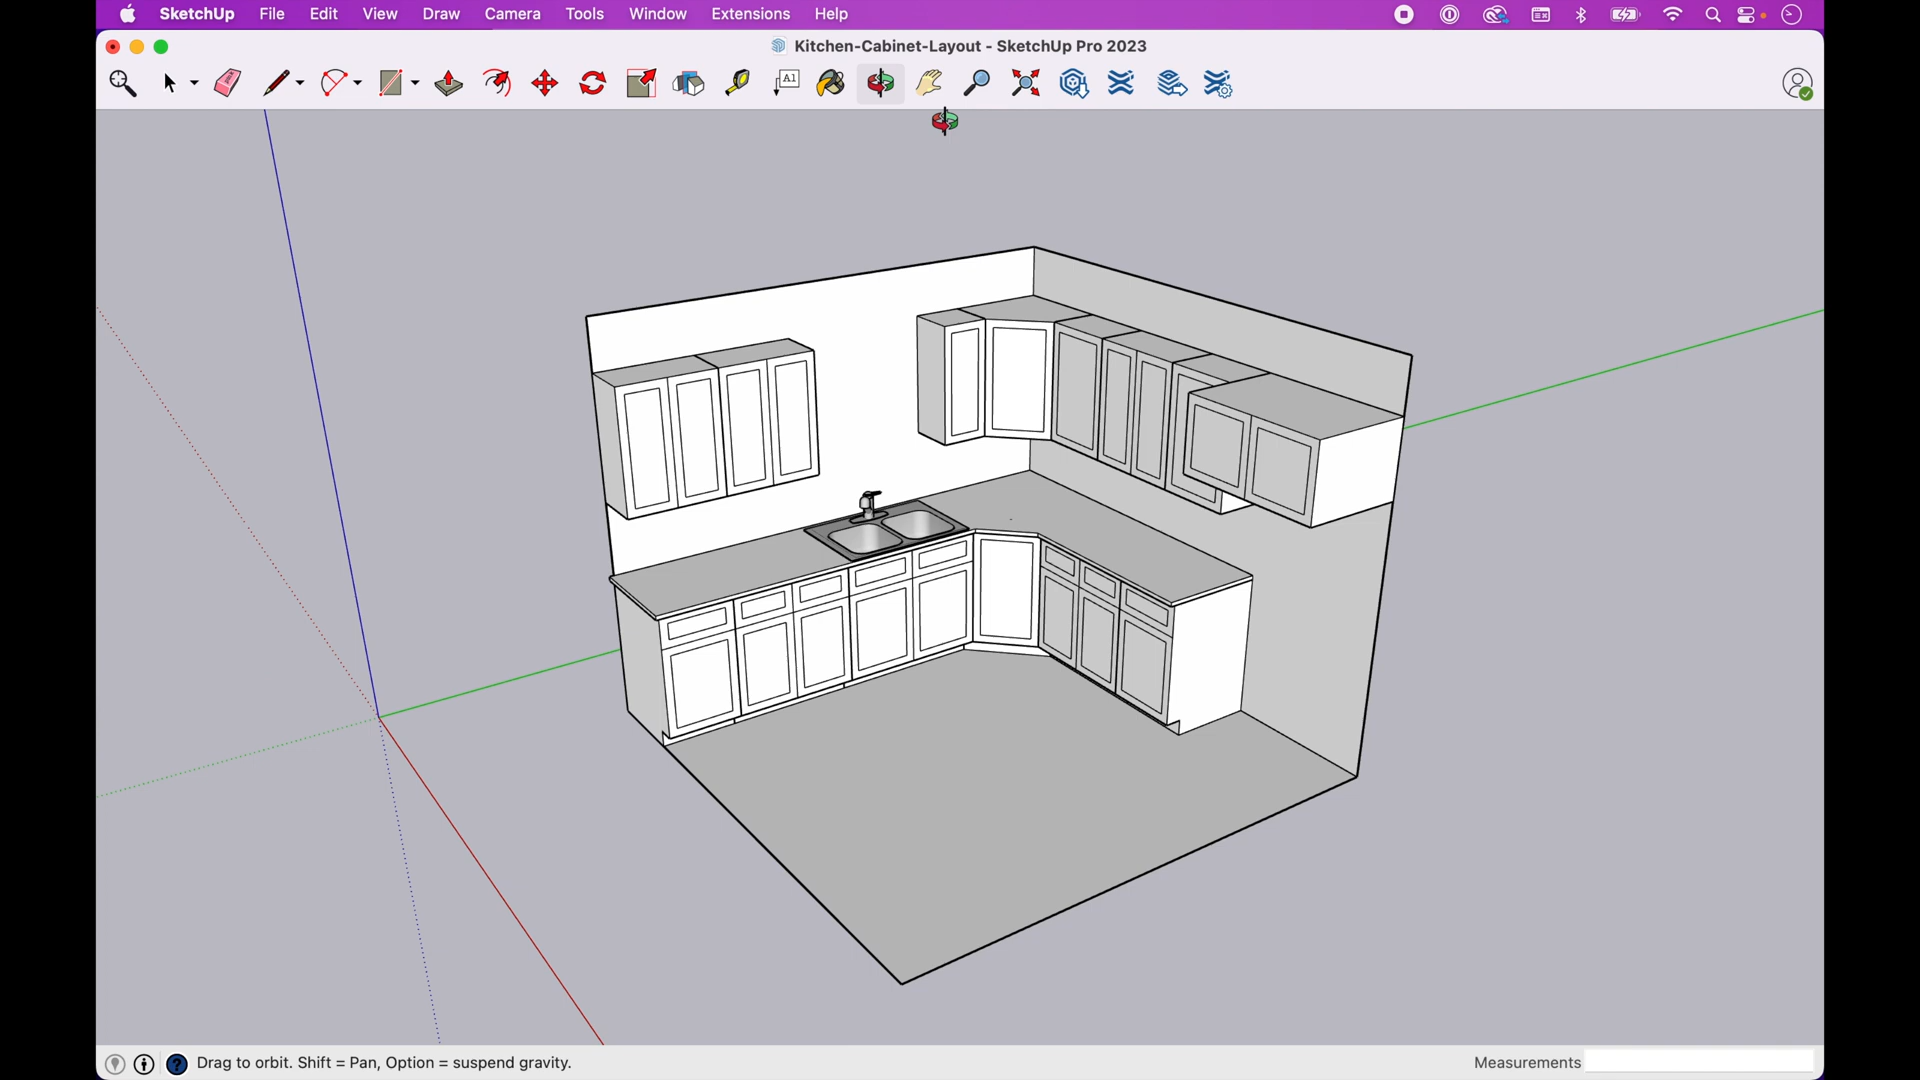 SketchUp File Edit View Draw Camera Tools Window Extensions Help
Kitchen-Cabinet-Layout - SketchUp Pro 2023
A1
Drag to orbit. Shift = Pan, Option = suspend gravity.
Measurements